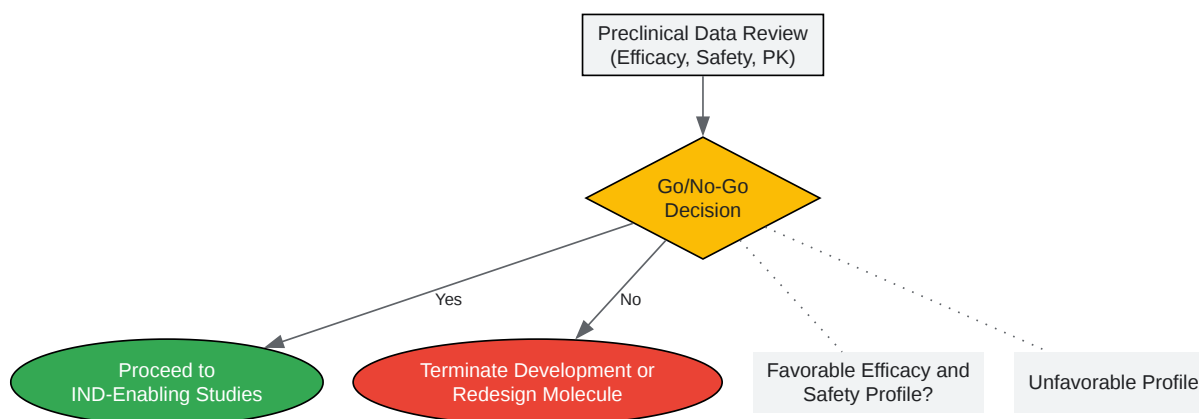 Preclinical Data Review
(Efficacy, Safety, PK)
Go/No-Go
Decision
Yes
No
Proceed to
IND-Enabling Studies
Terminate Development or
Redesign Molecule
Favorable Efficacy and
Safety Profile?
Unfavorable Profile